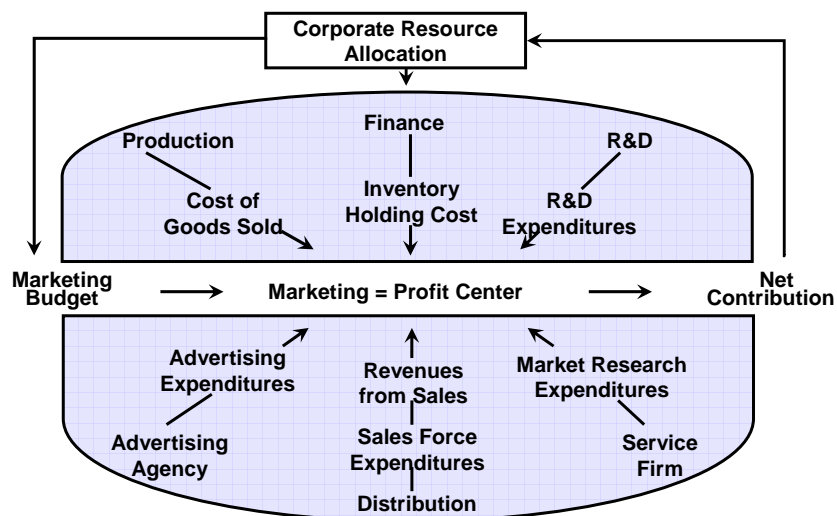 Corporate Resource
Allocation
Production
Finance
R&D
Cost of
Goods Sold
Inventory
Holding Cost
R&D
Expenditures
Marketing
Budget
Marketing = Profit Center
Net
Contribution
Advertising
Expenditures
Revenues
from Sales
Market Research
Expenditures
Advertising
Agency
Sales Force
Expenditures
Service
Firm
Distribution